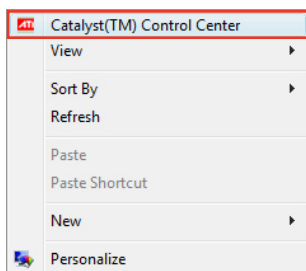 ATI
Catalyst(TM) Control Center
View
Sort By
Refresh
Paste
Paste Shortcut
New
Personalize